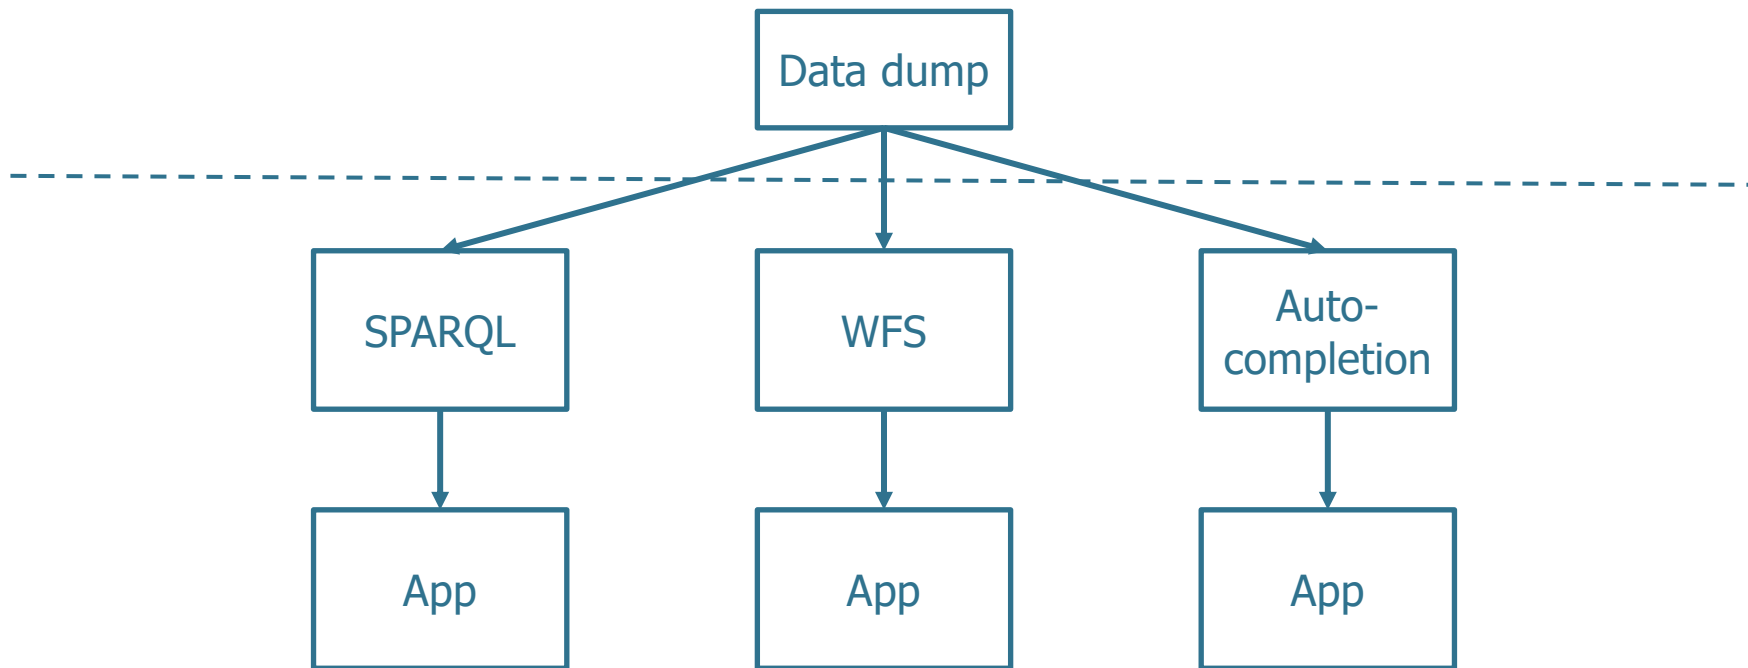 Data dump
SPARQL
WFS
Auto-
completion
App
App
App